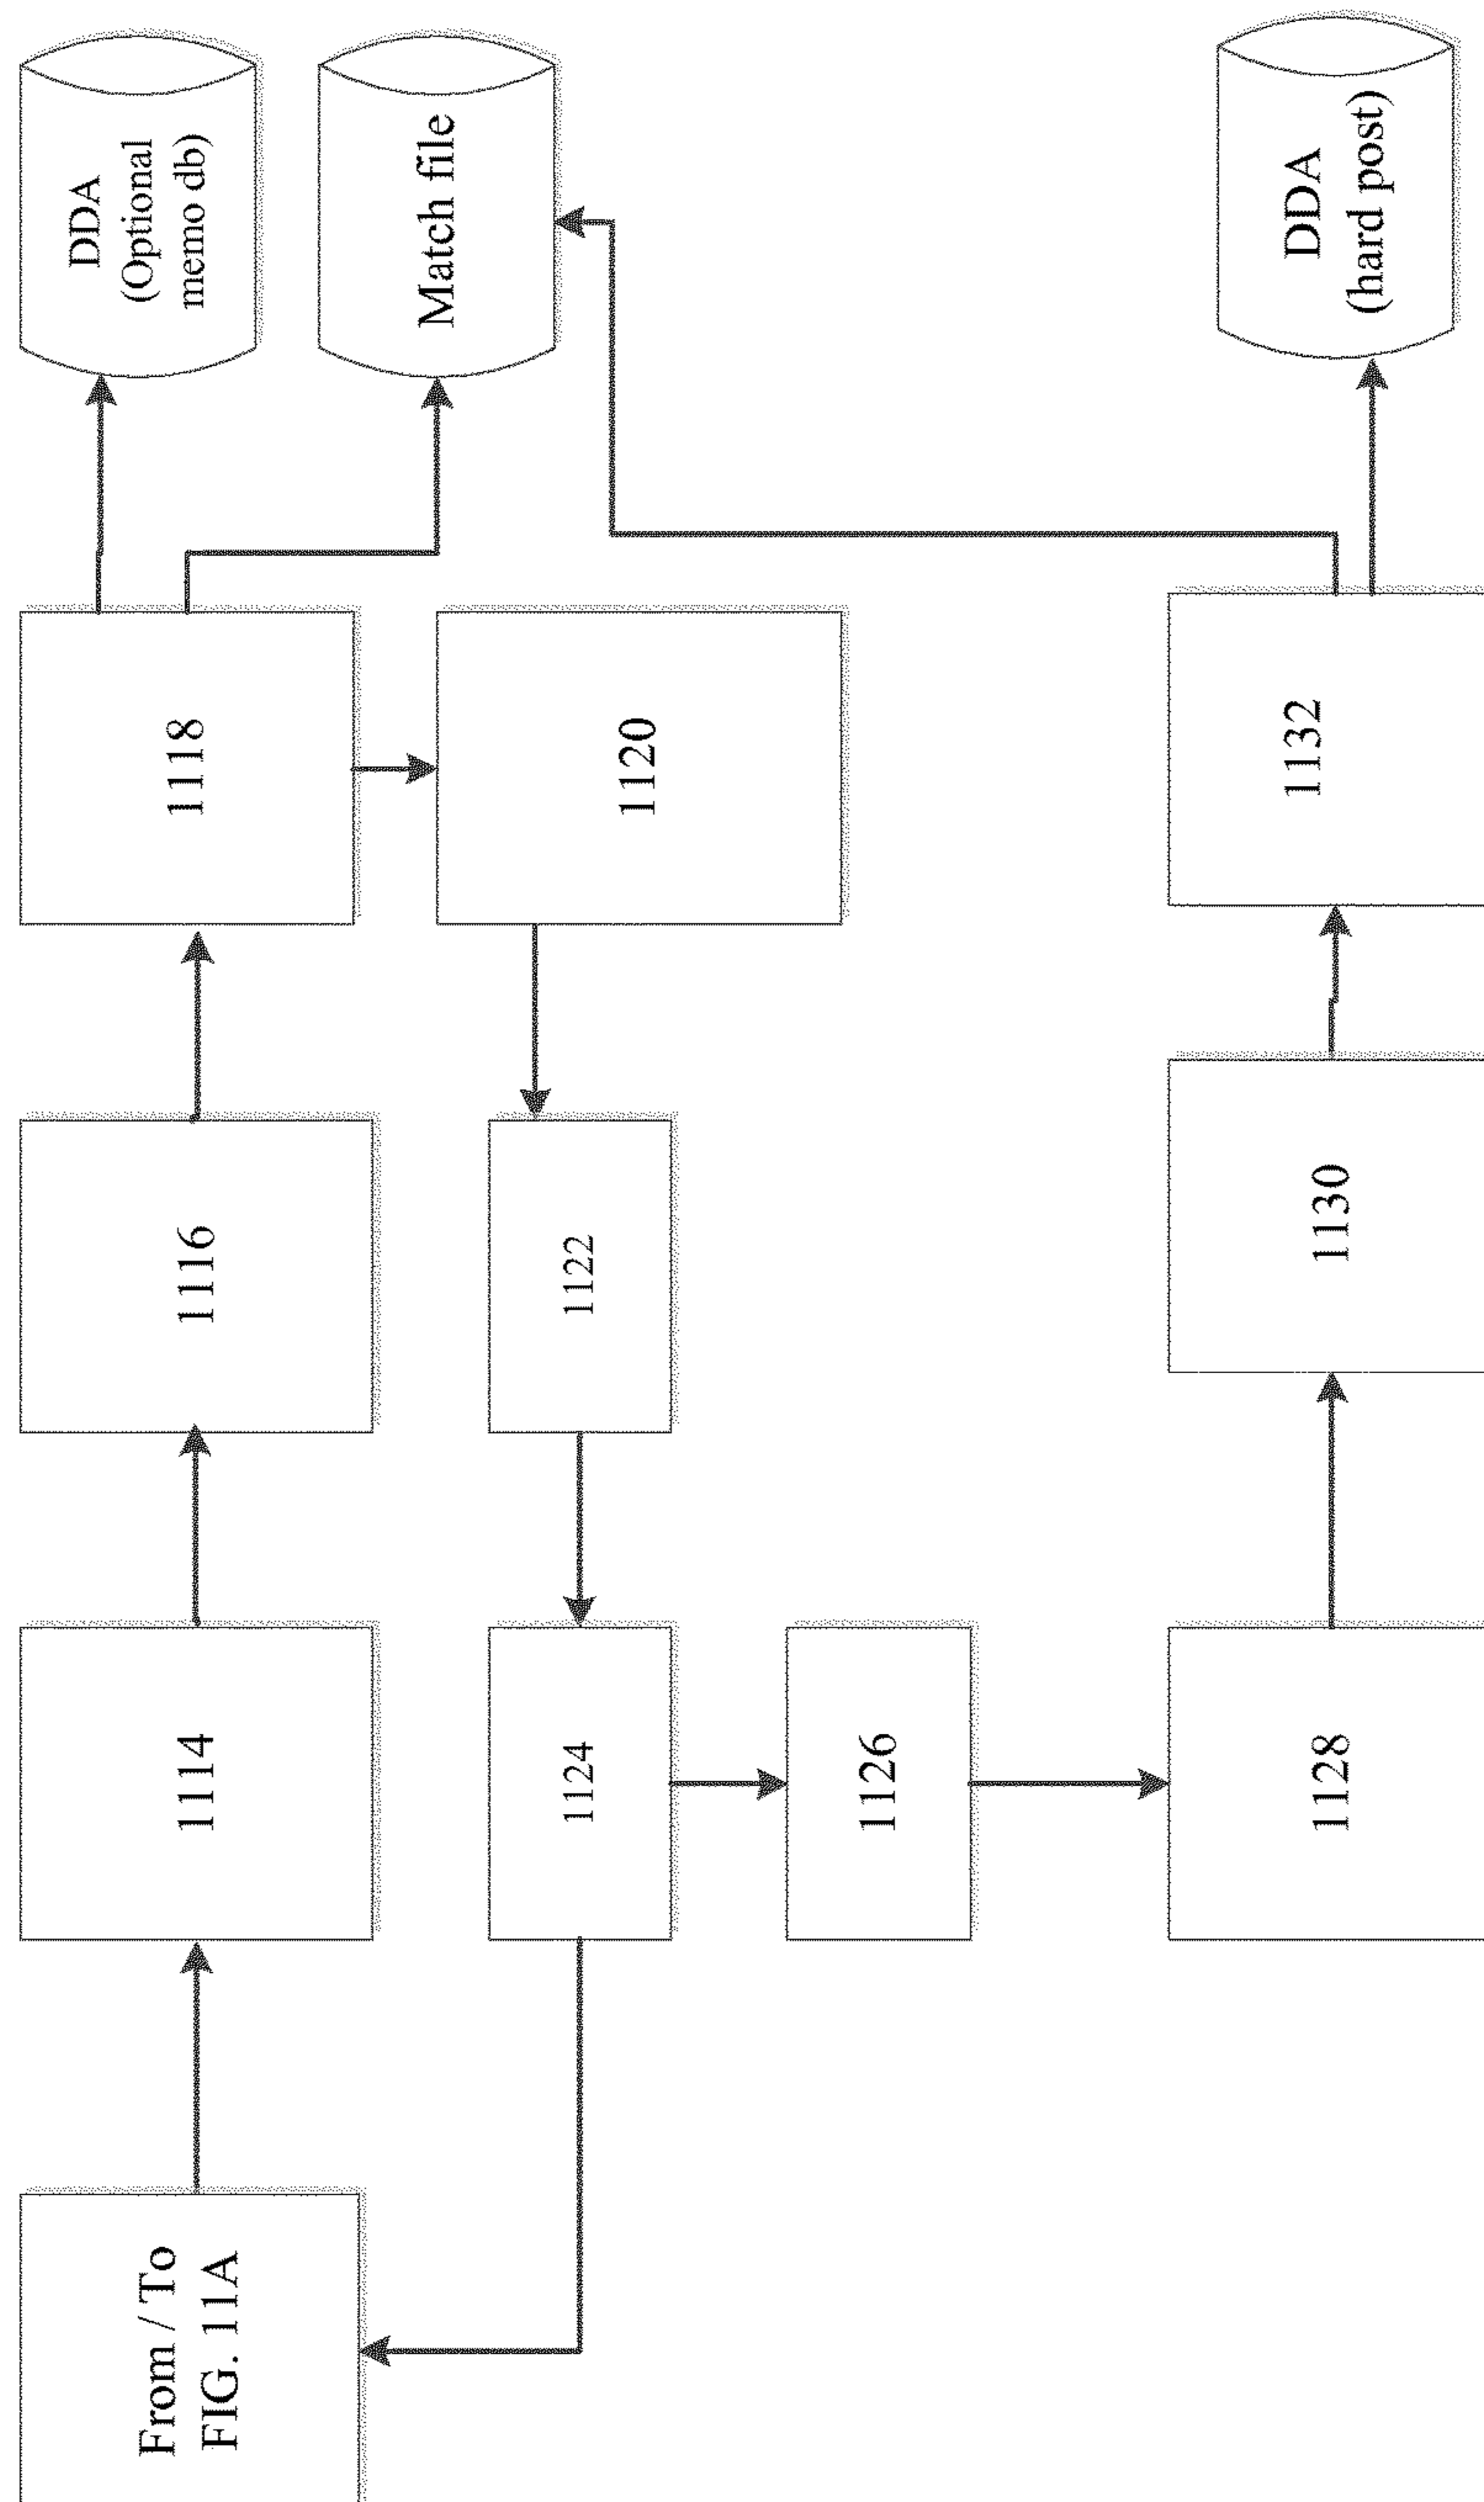 From / To
FIG. 11A
1114
1116
1118
DDA
(Optional
memo db)
Match file
1124
1122
1120
1126
1128
1130
1132
DDA
(hard post)